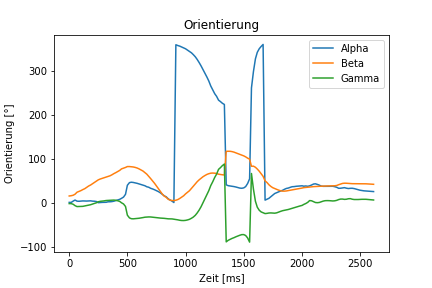 Orientierung
Alpha
Beta
Gamma
Orientierung [°]
300
200
100
0
−100
0
500
1000
1500
2000
2500
Zeit [ms]